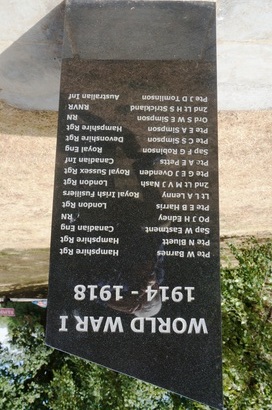 WORLD WAR I
1914 - 1918
Pte W Barnes Hampshire Rgt
Pte N Bluett Hampshire Rgt
Sap W Eastment Canadian Eng
PO J H Edney RN
Pte E B Harris London Rgt
Lt L A Lenny Royal Irish Fusiliers
2nd Lt J M V Nash London Rgt
Pte G E J Ovenden Royal Sussex Rgt
Pte A E Petts Canadian Inf
Sap G F Robinson Royal Eng
Pte C S Simpson Devonshire Rgt
Pte E A Simpson Hampshire Rgt
Ord S W E Simpson RN
2nd Lt S H Strickland RNVR
Pte J D Tomlinson Australian Inf